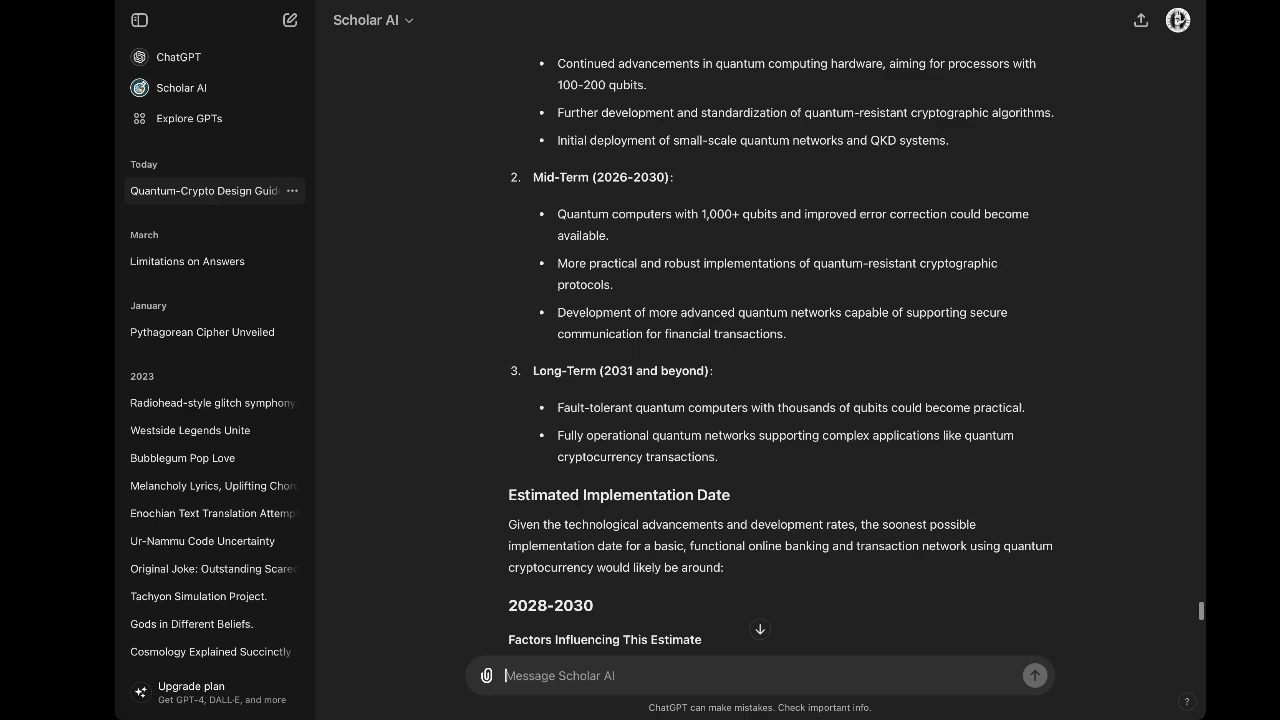 Scholar AI
ChatGPT
Scholar AI
Explore GPTs
Today
Quantum-Crypto Design Guid
March
Limitations on Answers
January
Pythagorean Cipher Unveiled
2023
Radiohead-style glitch symphony.
Westside Legends Unite
Bubblegum Pop Love
Melancholy Lyrics, Uplifting Chor
Enochian Text Translation Attemp
Ur-Nammu Code Uncertainty
Original Joke: Outstanding Scare
Tachyon Simulation Project.
Gods in Different Beliefs.
Cosmology Explained Succinctly
Upgrade plan
Get GPT-4, DALL·E, and more
• Continued advancements in quantum computing hardware, aiming for processors with
100-200 qubits.
• Further development and standardization of quantum-resistant cryptographic algorithms.
• Initial deployment of small-scale quantum networks and QKD systems.
2. Mid-Term (2026-2030):
• Quantum computers with 1,000+ qubits and improved error correction could become
available.
• More practical and robust implementations of quantum-resistant cryptographic
protocols.
• Development of more advanced quantum networks capable of supporting secure
communication for financial transactions.
3. Long-Term (2031 and beyond):
• Fault-tolerant quantum computers with thousands of qubits could become practical.
• Fully operational quantum networks supporting complex applications like quantum
cryptocurrency transactions.
Estimated Implementation Date
Given the technological advancements and development rates, the soonest possible
implementation date for a basic, functional online banking and transaction network using quantum
cryptocurrency would likely be around:
2028-2030
Factors Influencing This Estimate
Message Scholar AI
ChatGPT can make mistakes. Check important info.
?